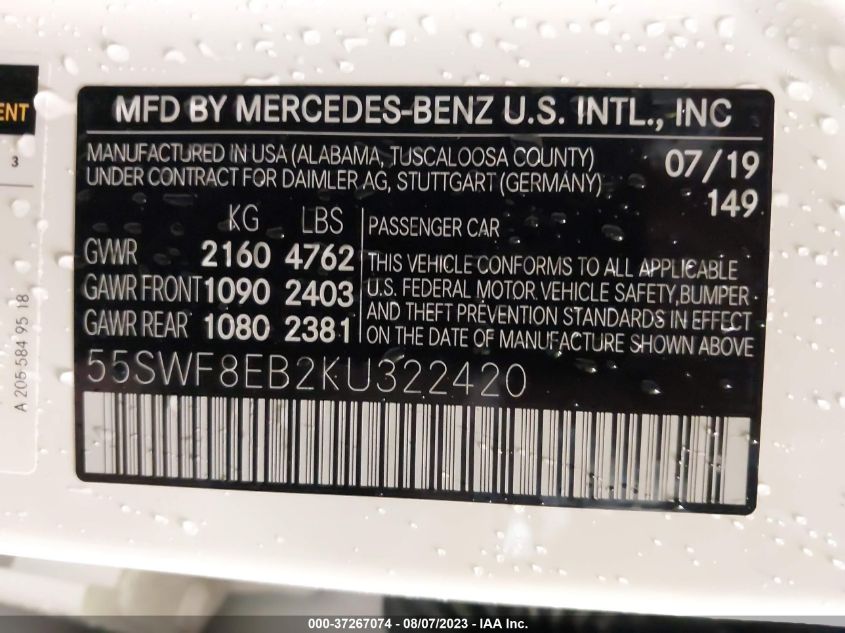 ENT
3
A 205 584 95 18
MFD BY MERCEDES-BENZ U.S. INTL., INC
MANUFACTURED IN USA (ALABAMA, TUSCALOOSA COUNTY) 07/19
UNDER CONTRACT FOR DAIMLER AG, STUTTGART (GERMANY) 149
KG LBS
GVWR 2160 4762
GAWR FRONT 1090 2403
GAWR REAR 1080 2381
PASSENGER CAR
THIS VEHICLE CONFORMS TO ALL APPLICABLE
U.S. FEDERAL MOTOR VEHICLE SAFETY, BUMPER
AND THEFT PREVENTION STANDARDS IN EFFECT
ON THE DATE OF MANUFACTURE SHOWN ABOVE
55SWF8EB2KU322420
000-37267074 — 08/07/2023 — IAA Inc.